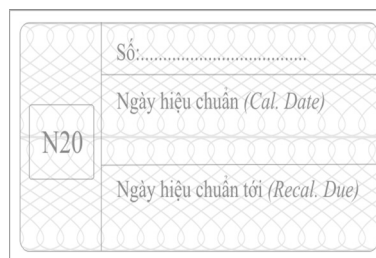 Số:......................................
Ngày hiệu chuẩn (Cal. Date)
N20
Ngày hiệu chuẩn tới (Recal. Due)